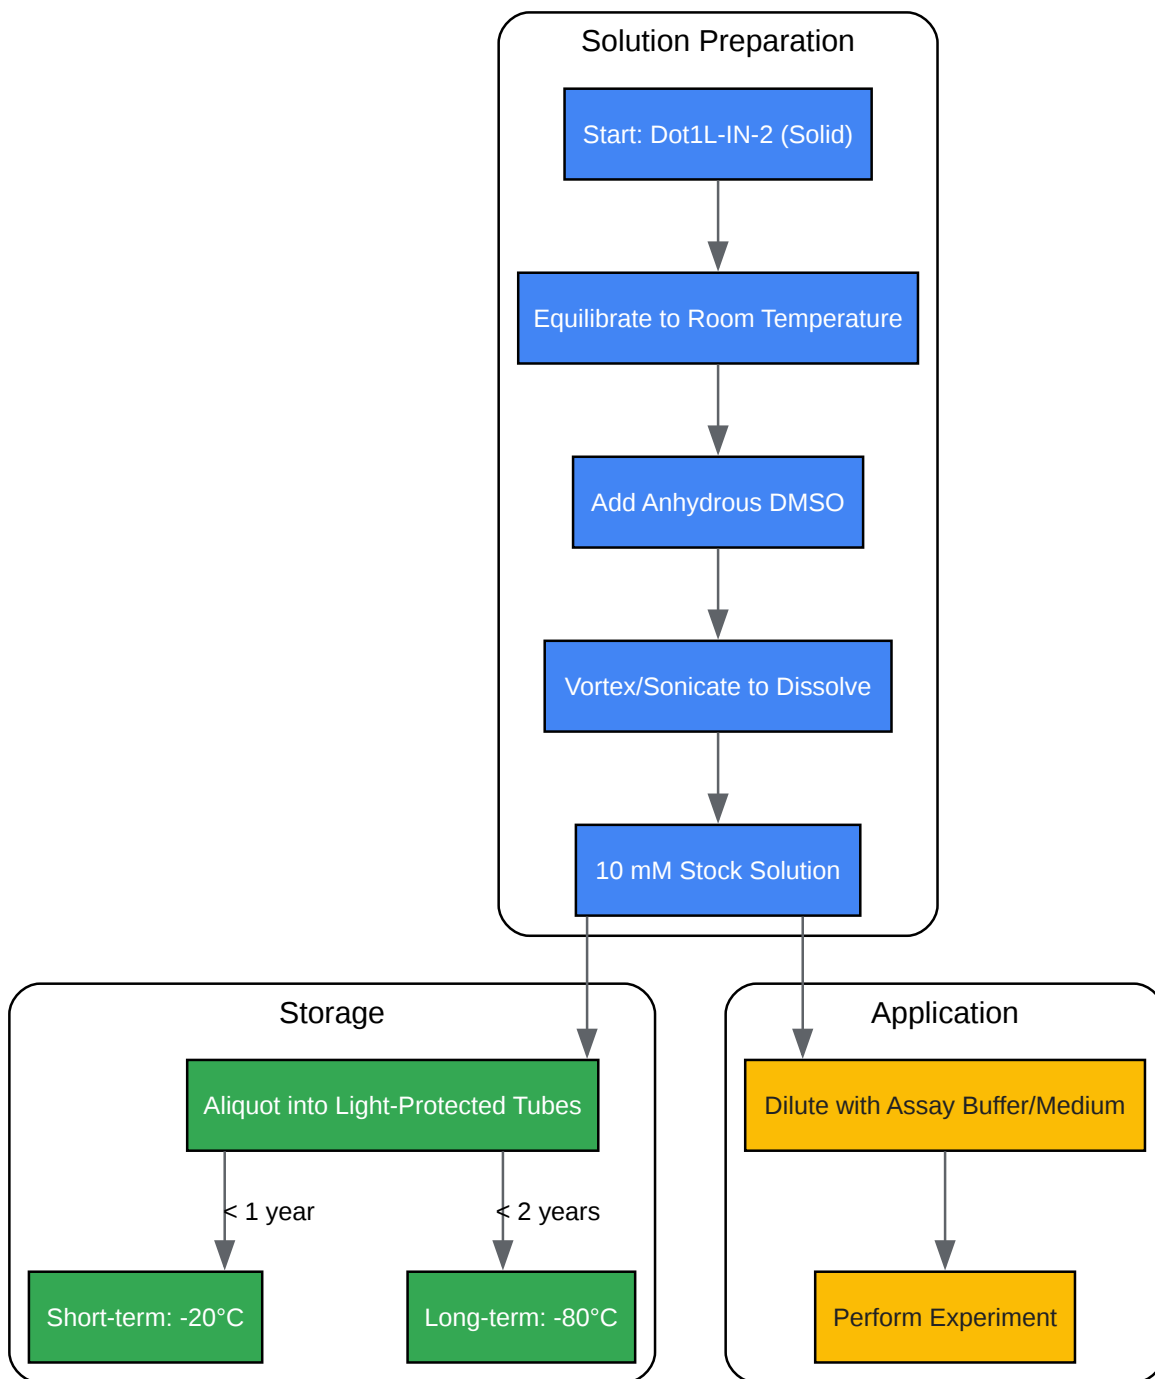 Solution Preparation
Start: Dot1L-IN-2 (Solid)
Equilibrate to Room Temperature
Add Anhydrous DMSO
Vortex/Sonicate to Dissolve
10 mM Stock Solution
Storage
Aliquot into Light-Protected Tubes
< 1 year
< 2 years
Short-term: -20°C
Long-term: -80°C
Application
Dilute with Assay Buffer/Medium
Perform Experiment